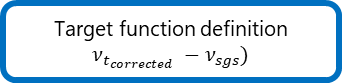 Target function definition
ν_{t_{corrected}} − ν_{sgs})